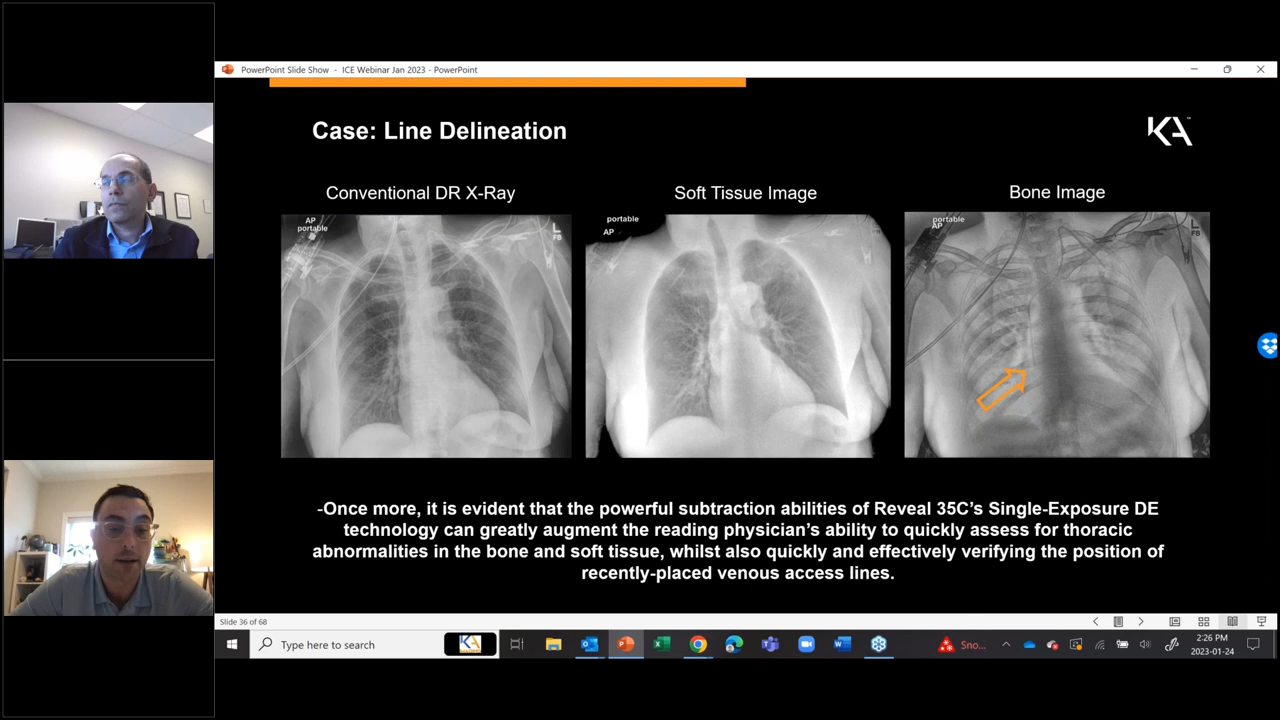 PowerPoint Slide Show - ICE Webinar Jan 2023 - PowerPoint
Case: Line Delineation
KA
Conventional DR X-Ray
Soft Tissue Image
Bone Image
AP
portable
L
FB
portable
AP
portable
AP
L
FB
-Once more, it is evident that the powerful subtraction abilities of Reveal 35C’s Single-Exposure DE
technology can greatly augment the reading physician’s ability to quickly assess for thoracic
abnormalities in the bone and soft tissue, whilst also quickly and effectively verifying the position of
recently-placed venous access lines.
Slide 36 of 68
Type here to search
KA
Sno...
2:26 PM
2023-01-24